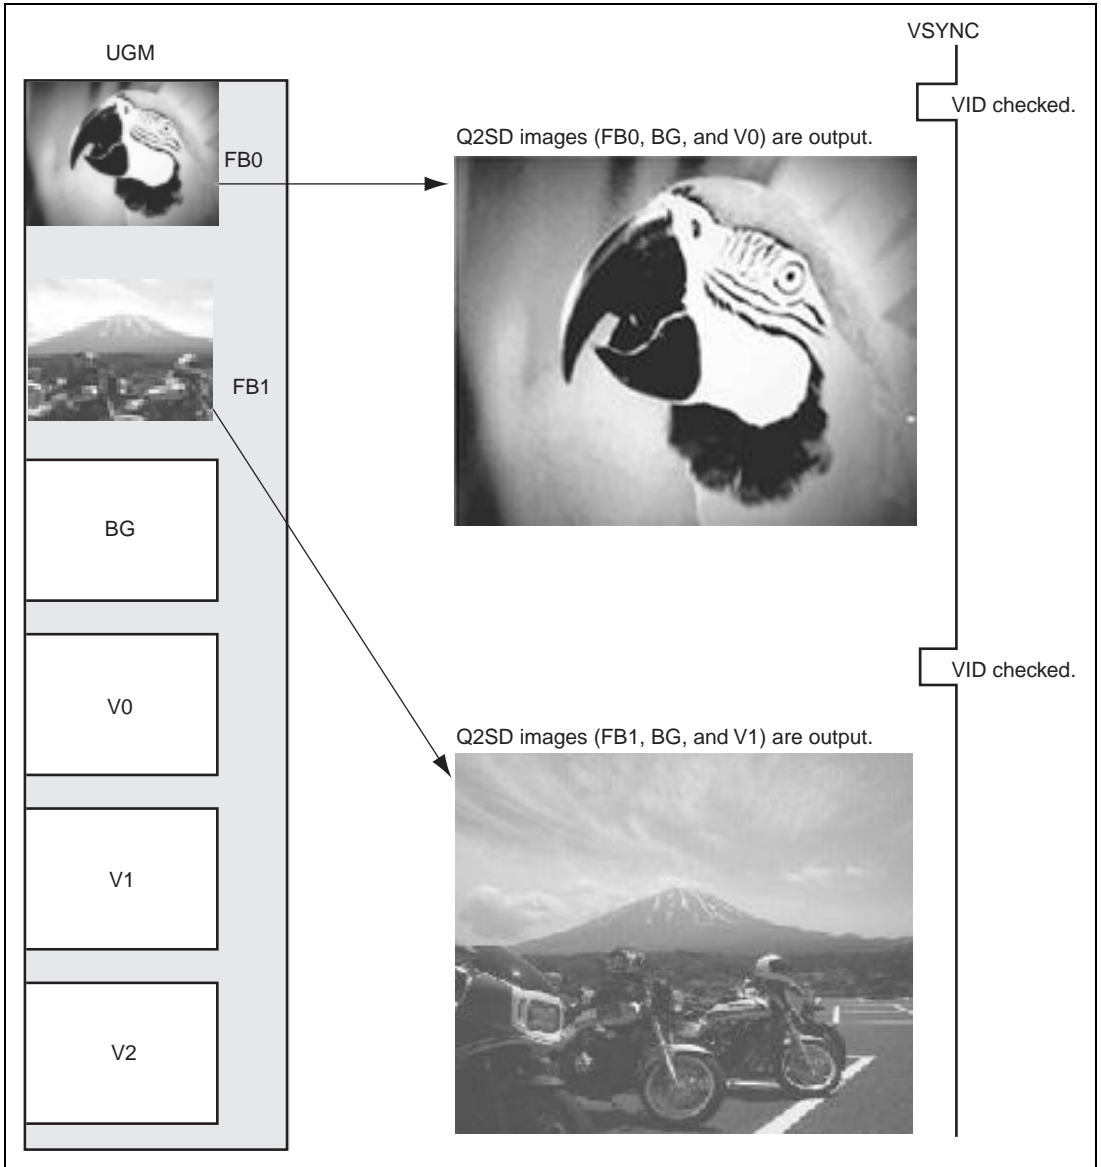 UGM
VSYNC
VID checked.
Q2SD images (FB0, BG, and V0) are output.
FB0
FB1
BG
V0
VID checked.
Q2SD images (FB1, BG, and V1) are output.
V1
V2